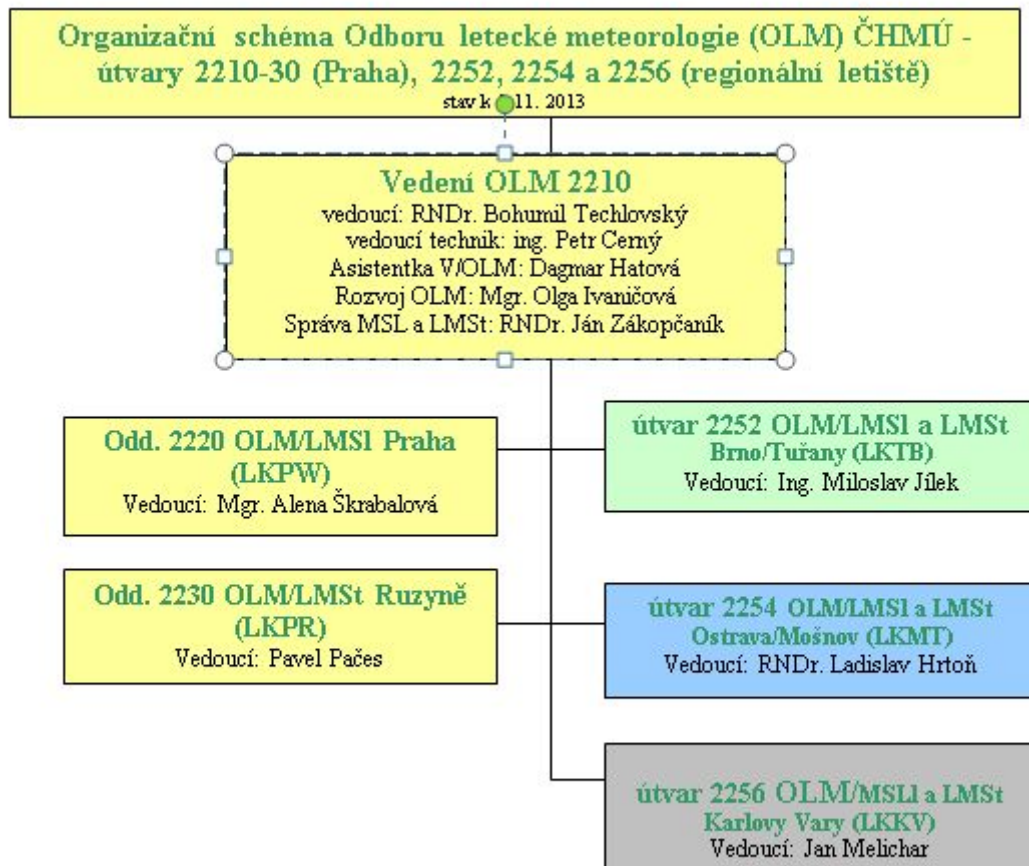 Organizační schéma Odboru letecké meteorologie (OLM) ČHMÚ -
útvary 2210-30 (Praha), 2252, 2254 a 2256 (regionální letiště)
stav k 11. 2013
Vedení OLM 2210
vedoucí: RNDr. Bohumil Techlovský
vedoucí technik: ing. Petr Cerný
Asistentka V/OLM: Dagmar Hatová
Rozvoj OLM: Mgr. Olga Ivaničová
Správa MSL a LMSt: RNDr. Ján Zákopčaník
Odd. 2220 OLM/LMSl Praha
(LKPW)
Vedoucí: Mgr. Alena Škrabalová
útvar 2252 OLM/LMSl a LMSt
Brno/Tuřany (LKTB)
Vedoucí: Ing. Miloslav Jílek
Odd. 2230 OLM/LMSt Ruzyně
(LKPR)
Vedoucí: Pavel Pačes
útvar 2254 OLM/LMSl a LMSt
Ostrava/Mošnov (LKMT)
Vedoucí: RNDr. Ladislav Hrtoň
útvar 2256 OLM/MSLl a LMSt
Karlovy Vary (LKKV)
Vedoucí: Jan Melichar